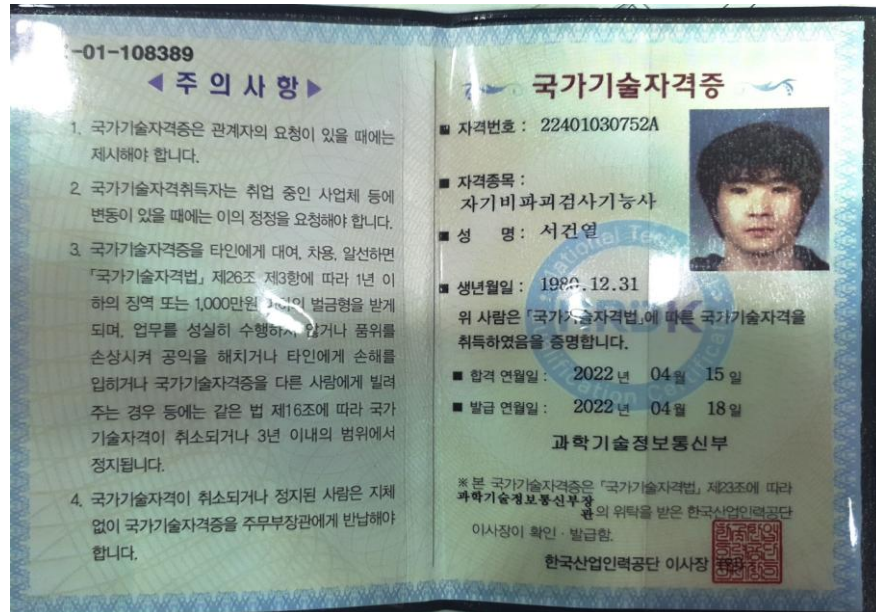 -01-108389
◀ 주 의 사 항 ▶
1. 국가기술자격증은 관계자의 요청이 있을 때에는
제시해야 합니다.
2. 국가기술자격취득자는 취업 중인 사업체 등에
변동이 있을 때에는 이의 정정을 요청해야 합니다.
3. 국가기술자격증을 타인에게 대여, 차용, 알선하면
「국가기술자격법」 제26조 제3항에 따라 1년 이
하의 징역 또는 1,000만원 이하의 벌금형을 받게
되며, 업무를 성실히 수행하지 않거나 품위를
손상시켜 공익을 해치거나 타인에게 손해를
입히거나 국가기술자격증을 다른 사람에게 빌려
주는 경우 등에는 같은 법 제16조에 따라 국가
기술자격이 취소되거나 3년 이내의 범위에서
정지됩니다.
4. 국가기술자격이 취소되거나 정지된 사람은 지체
없이 국가기술자격증을 주무부장관에게 반납해야
합니다.
국가기술자격증
■ 자격번호 : 22401030752A
■ 자격종목 :
자기비파괴검사기능사
■ 성 명 : 서건열
■ 생년월일 : 1980.12.31
위 사람은 「국가기술자격법」에 따른 국가기술자격을
취득하였음을 증명합니다.
■ 합격 연월일 : 2022 년 04 월 15 일
■ 발급 연월일 : 2022 년 04 월 18 일
과학기술정보통신부
※ 본 국가기술자격증은 「국가기술자격법」 제23조에 따라
과학기술정보통신부장
관의 위탁을 받은 한국산업인력공단
이사장이 확인 · 발급함.
한국산업인력공단 이사장